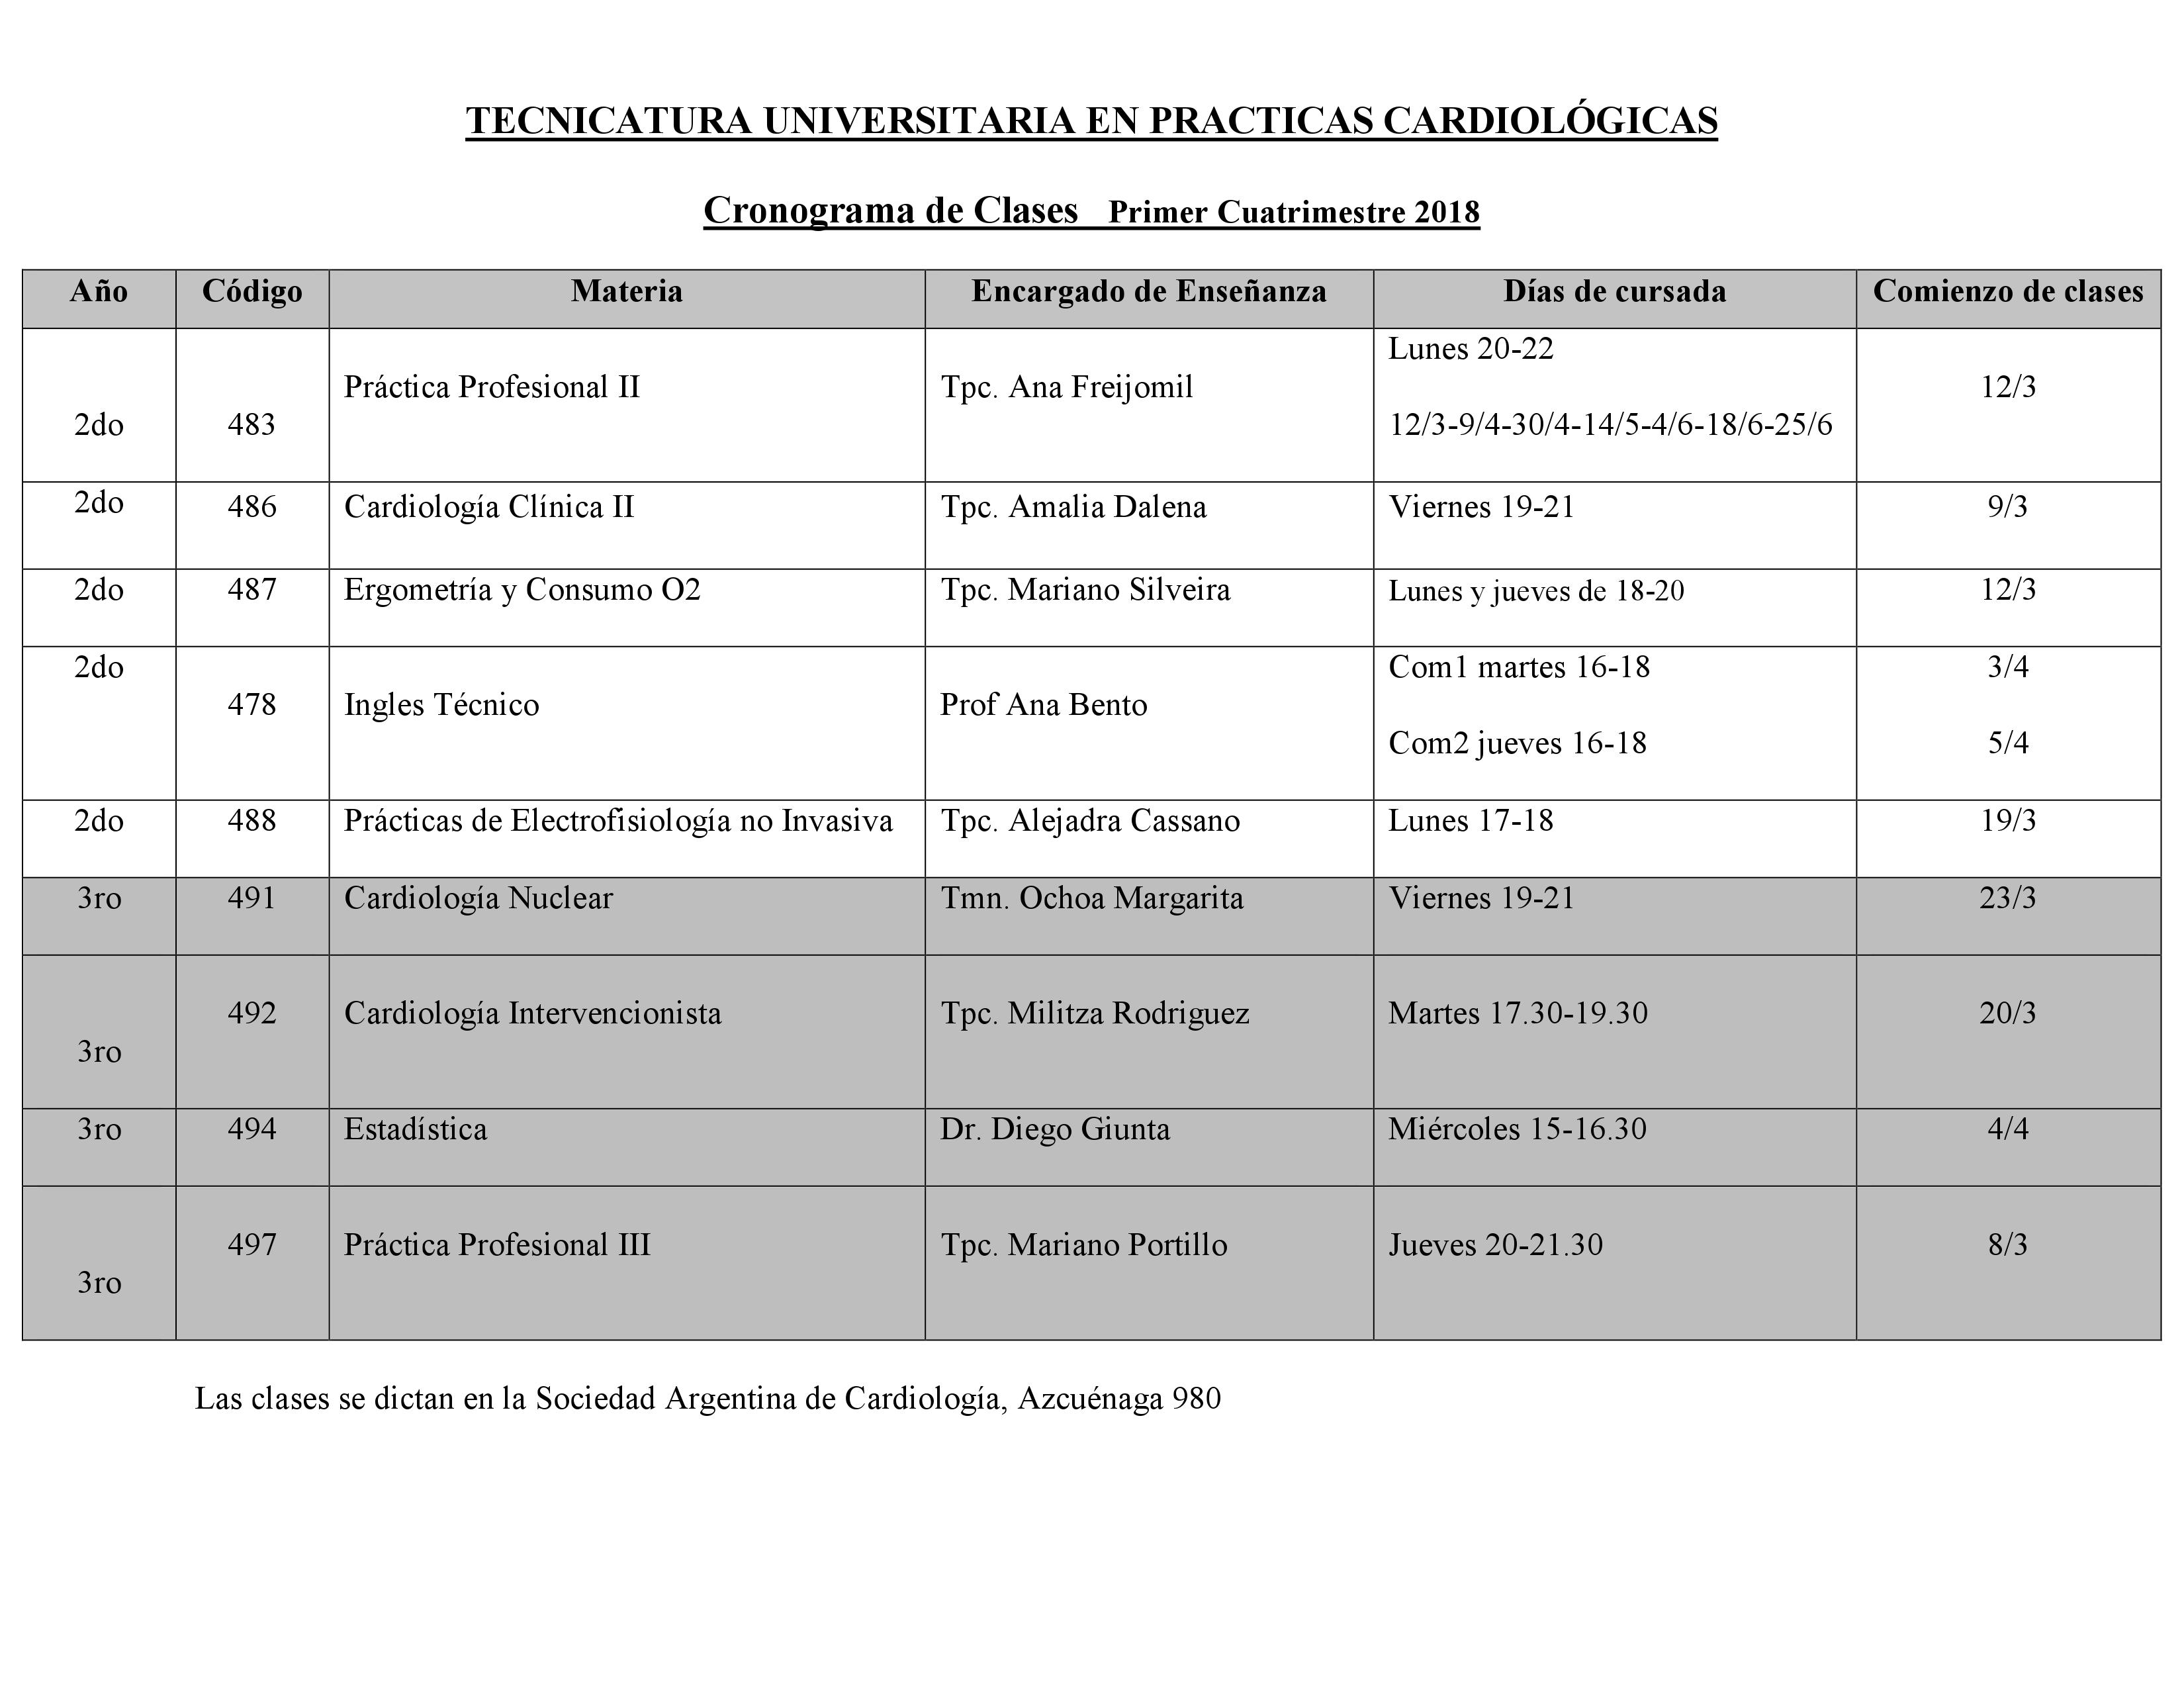 TECNICATURA UNIVERSITARIA EN PRACTICAS CARDIOLÓGICAS
Cronograma de Clases Primer Cuatrimestre 2018
Año Código Materia Encargado de Enseñanza Días de cursada Comienzo de clases
Lunes 20-22
Práctica Profesional II Tpc. Ana Freijomil 12/3
2do 483 12/3-9/4-30/4-14/5-4/6-18/6-25/6
2do 486 Cardiología Clínica II Tpc. Amalia Dalena Viernes 19-21 9/3
2do 487 Ergometría y Consumo O2 Tpc. Mariano Silveira Lunes y jueves de 18-20 12/3
2do Com1 martes 16-18 3/4
478 Ingles Técnico Prof Ana Bento
Com2 jueves 16-18 5/4
2do 488 Prácticas de Electrofisiología no Invasiva Tpc. Alejadra Cassano Lunes 17-18 19/3
3ro 491 Cardiología Nuclear Tmn. Ochoa Margarita Viernes 19-21 23/3
492 Cardiología Intervencionista Tpc. Militza Rodriguez Martes 17.30-19.30 20/3
3ro
3ro 494 Estadística Dr. Diego Giunta Miércoles 15-16.30 4/4
497 Práctica Profesional III Tpc. Mariano Portillo Jueves 20-21.30 8/3
3ro
Las clases se dictan en la Sociedad Argentina de Cardiología, Azcuénaga 980